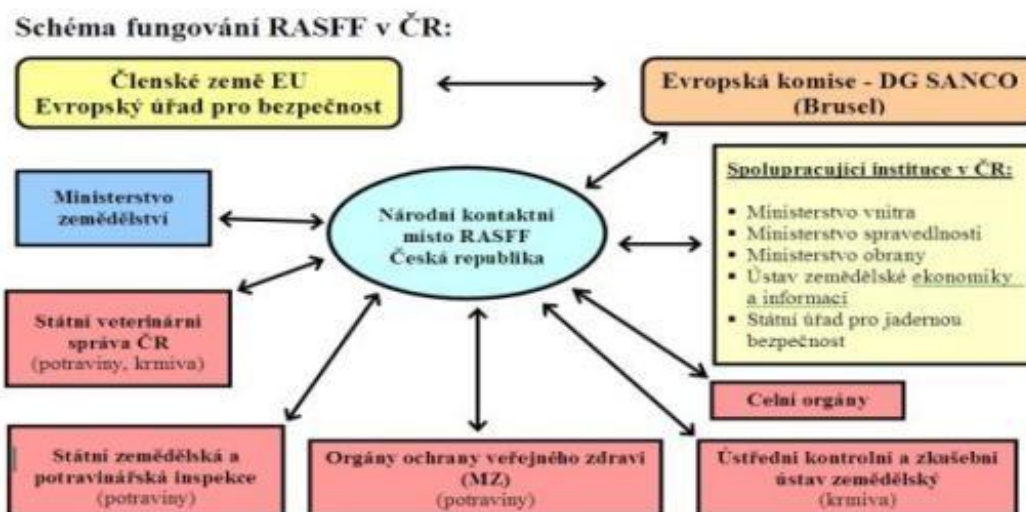 Schéma fungování RASFF v ČR:
Členské země EU
Evropský úřad pro bezpečnost
Evropská komise - DG SANCO
(Brusel)
Ministerstvo
zemědělství
Národní kontaktní
místo RASFF
Česká republika
Spolupracující instituce v ČR:
▪ Ministerstvo vnitra
▪ Ministerstvo spravedlnosti
▪ Ministerstvo obrany
▪ Ústav zemědělské ekonomiky
a informací
▪ Státní úřad pro jadernou
bezpečnost
Státní veterinární
správa ČR
(potraviny, krmiva)
Celní orgány
Státní zemědělská a
potravinářská inspekce
(potraviny)
Orgány ochrany veřejného zdraví
(MZ)
(potraviny)
Ústřední kontrolní a zkušební
ústav zemědělský
(krmiva)